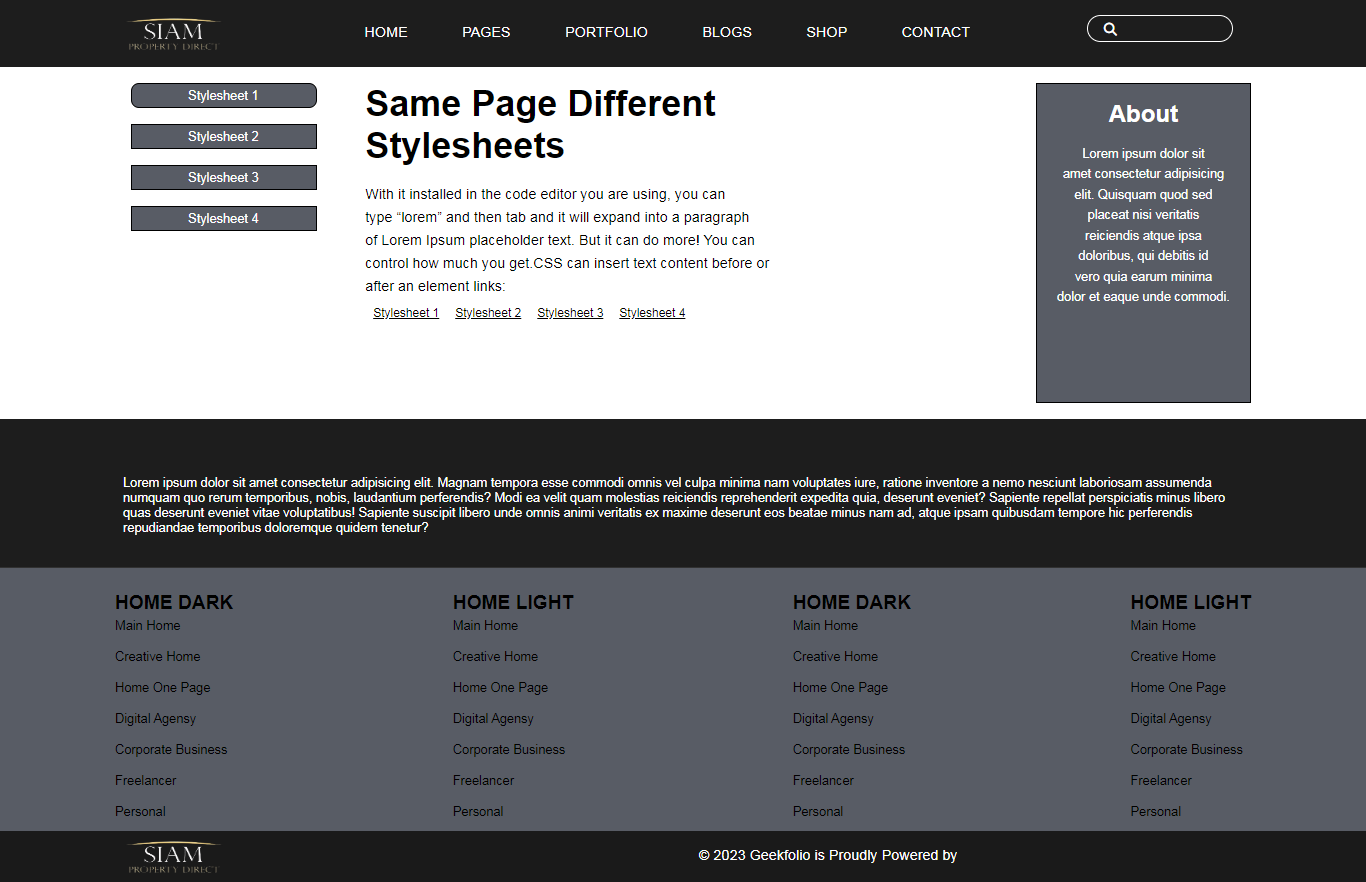 SIAM
PROPERTY DIRECT
HOME PAGES PORTFOLIO BLOGS SHOP CONTACT
Stylesheet 1
Stylesheet 2
Stylesheet 3
Stylesheet 4
Same Page Different
Stylesheets
With it installed in the code editor you are using, you can
type “lorem” and then tab and it will expand into a paragraph
of Lorem Ipsum placeholder text. But it can do more! You can
control how much you get.CSS can insert text content before or
after an element links:
Stylesheet 1 Stylesheet 2 Stylesheet 3 Stylesheet 4
About
Lorem ipsum dolor sit
amet consectetur adipisicing
elit. Quisquam quod sed
placeat nisi veritatis
reiciendis atque ipsa
doloribus, qui debitis id
vero quia earum minima
dolor et eaque unde commodi.
Lorem ipsum dolor sit amet consectetur adipisicing elit. Magnam tempora esse commodi omnis vel culpa minima nam voluptates iure, ratione inventore a nemo nesciunt laboriosam assumenda
numquam quo rerum temporibus, nobis, laudantium perferendis? Modi ea velit quam molestias reiciendis reprehenderit expedita quia, deserunt eveniet? Sapiente repellat perspiciatis minus libero
quas deserunt eveniet vitae voluptatibus! Sapiente suscipit libero unde omnis animi veritatis ex maxime deserunt eos beatae minus nam ad, atque ipsam quibusdam tempore hic perferendis
repudiandae temporibus doloremque quidem tenetur?
HOME DARK
Main Home
Creative Home
Home One Page
Digital Agensy
Corporate Business
Freelancer
Personal
HOME LIGHT
Main Home
Creative Home
Home One Page
Digital Agensy
Corporate Business
Freelancer
Personal
HOME DARK
Main Home
Creative Home
Home One Page
Digital Agensy
Corporate Business
Freelancer
Personal
HOME LIGHT
Main Home
Creative Home
Home One Page
Digital Agensy
Corporate Business
Freelancer
Personal
SIAM
PROPERTY DIRECT
© 2023 Geekfolio is Proudly Powered by